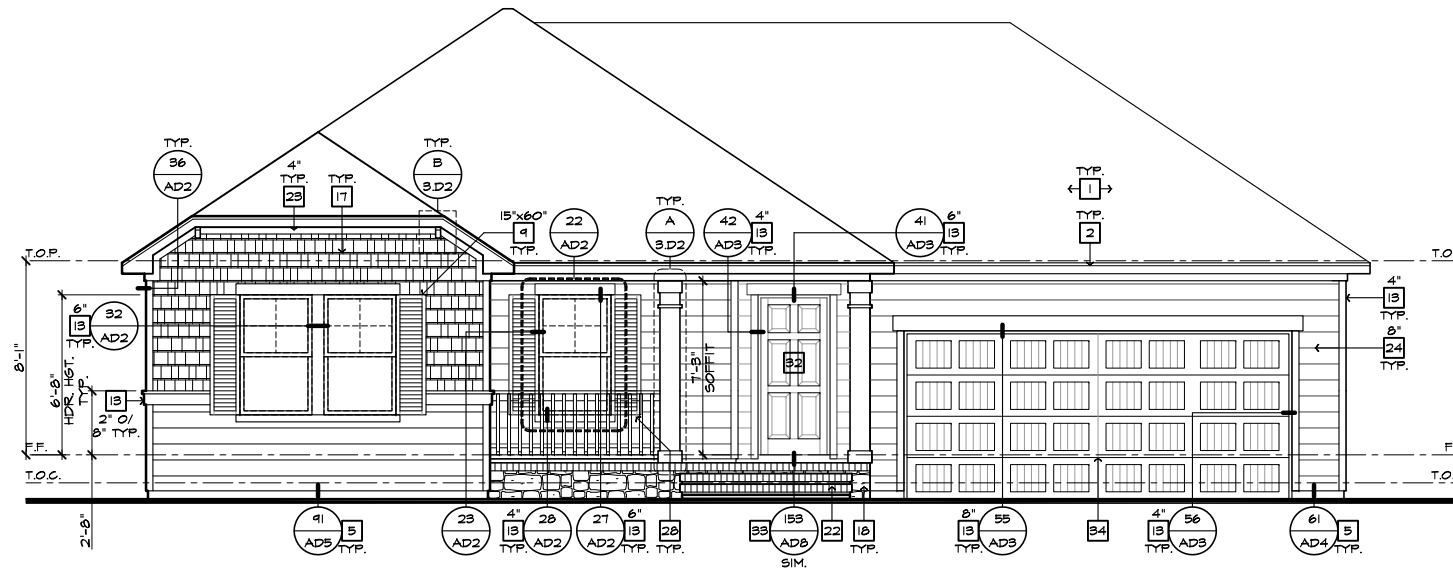 TYP.
36
AD2
4"
TYP.
23
TYP.
17
TYP.
B
3.D2
15"x60"
9
TYP.
22
AD2
TYP.
A
3.D2
42
AD3
4"
13
TYP.
41
AD3
6"
13
TYP.
TYP.
1
TYP.
2
T.O.P.
T.O
8'-1"
6'-8"
HDR. HGT.
TYP.
6"
13
TYP.
32
AD2
13
2" O/
8" TYP.
7'-3"
SOFFIT
32
4"
13
TYP.
8"
24
TYP.
F.F.
F
T.O.C.
T.O.
2'-8"
91
AD5
5
TYP.
23
AD2
4"
13
TYP.
28
AD2
27
AD2
6"
13
TYP.
28
TYP.
33
153
AD8
SIM.
22
18
TYP.
8"
13
TYP.
55
AD3
34
4"
13
TYP.
56
AD3
61
AD4
5
TYP.